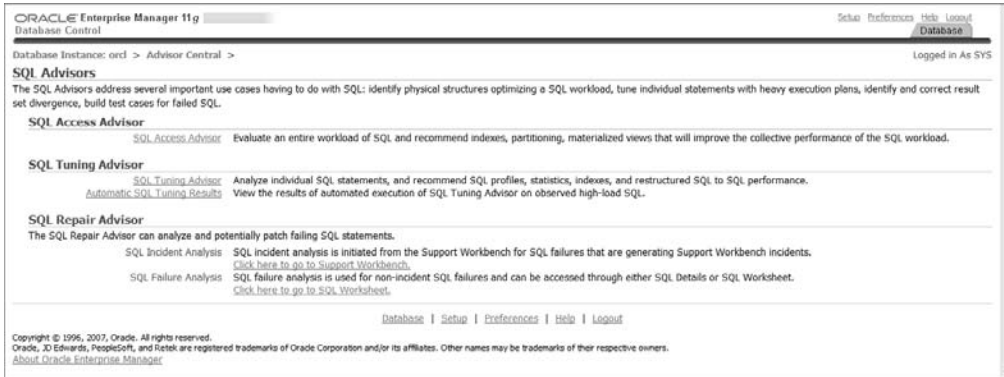 ORACLE Enterprise Manager 11g
Database Control
Setup Preferences Help Logout
Database
Database Instance: orcl > Advisor Central >
Logged in As SYS
SQL Advisors
The SQL Advisors address several important use cases having to do with SQL: identify physical structures optimizing a SQL workload, tune individual statements with heavy execution plans, identify and correct result
set divergence, build test cases for failed SQL.
SQL Access Advisor
SQL Access Advisor Evaluate an entire workload of SQL and recommend indexes, partitioning, materialized views that will improve the collective performance of the SQL workload.
SQL Tuning Advisor
SQL Tuning Advisor Analyze individual SQL statements, and recommend SQL profiles, statistics, indexes, and restructured SQL to SQL performance.
Automatic SQL Tuning Results View the results of automated execution of SQL Tuning Advisor on observed high-load SQL.
SQL Repair Advisor
The SQL Repair Advisor can analyze and potentially patch failing SQL statements.
SQL Incident Analysis SQL incident analysis is initiated from the Support Workbench for SQL failures that are generating Support Workbench incidents.
Click here to go to Support Workbench.
SQL Failure Analysis SQL failure analysis is used for non-incident SQL failures and can be accessed through either SQL Details or SQL Worksheet.
Click here to go to SQL Worksheet.
Database | Setup | Preferences | Help | Logout
Copyright © 1996, 2007, Oracle. All rights reserved.
Oracle, JD Edwards, PeopleSoft, and Retek are registered trademarks of Oracle Corporation and/or its affiliates. Other names may be trademarks of their respective owners.
About Oracle Enterprise Manager